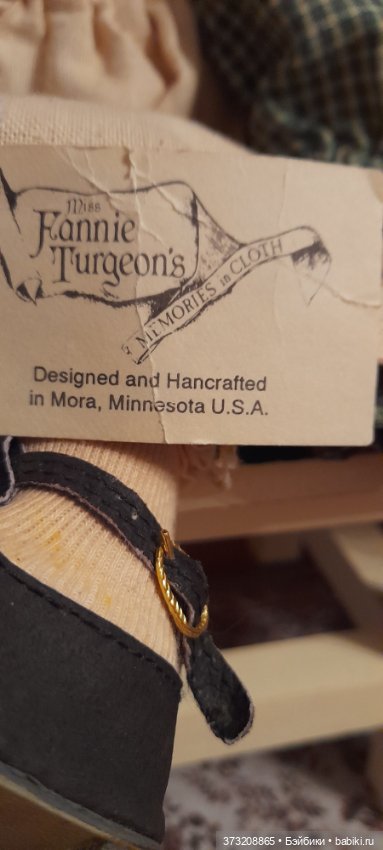 Miss
Fannie
Turgeon's
MEMORIES in CLOTH
Designed and Hancrafted
in Mora, Minnesota U.S.A.
373208865 • Бэйбики • babiki.ru